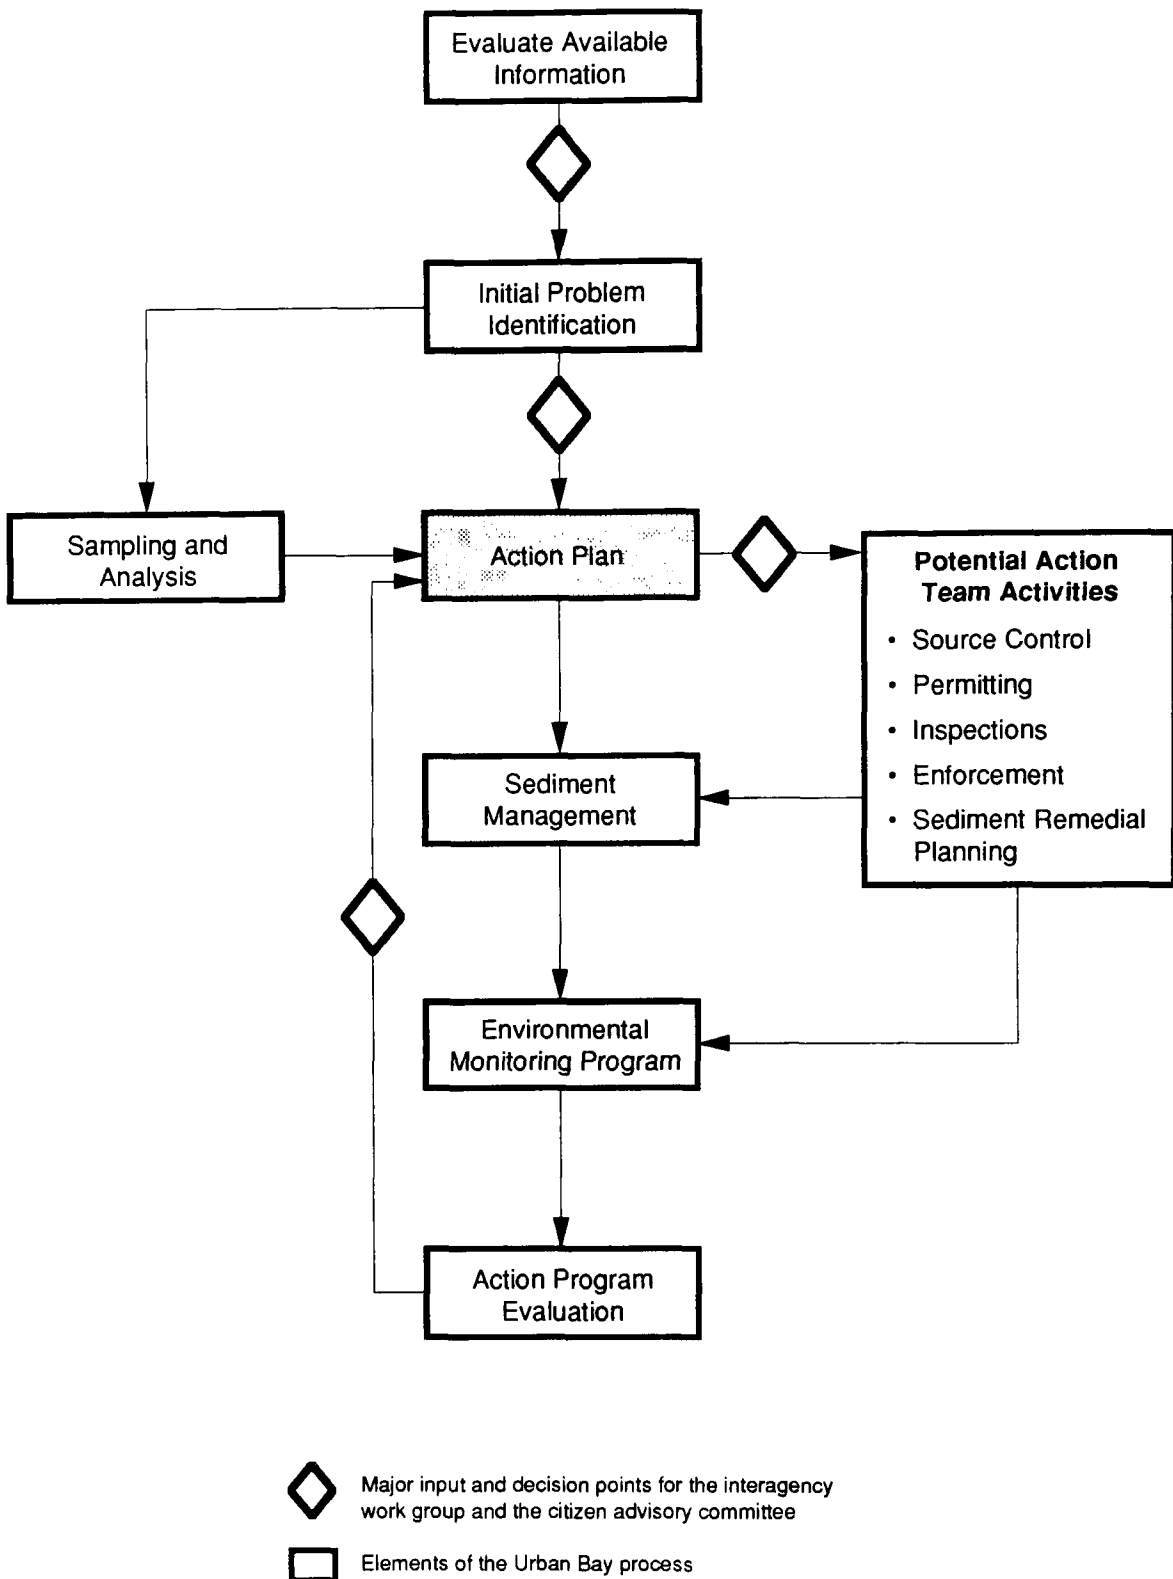 Evaluate Available
Information
Initial Problem
Identification
Sampling and
Analysis
Action Plan
Potential Action
Team Activities
• Source Control
• Permitting
• Inspections
• Enforcement
• Sediment Remedial
Planning
Sediment
Management
Environmental
Monitoring Program
Action Program
Evaluation
Major input and decision points for the interagency
work group and the citizen advisory committee
Elements of the Urban Bay process